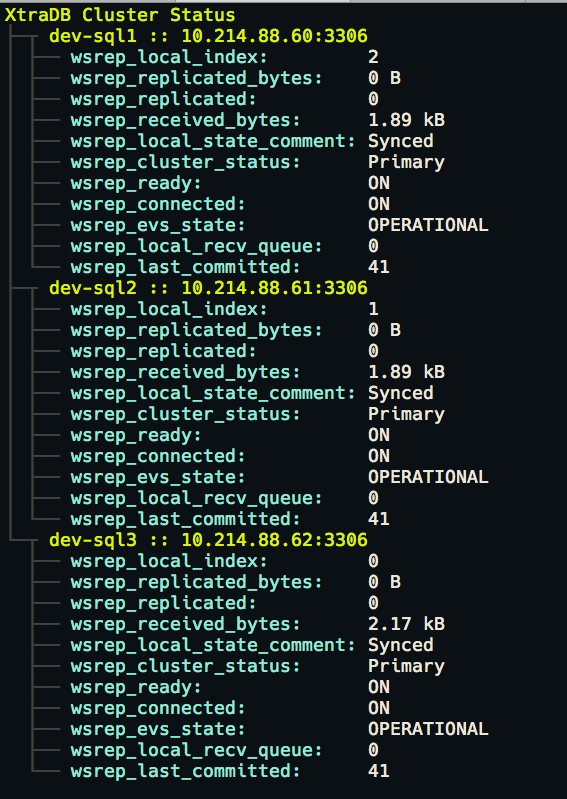 XtraDB Cluster Status
dev-sql1 :: 10.214.88.60:3306
wsrep_local_index: 2
wsrep_replicated_bytes: 0 B
wsrep_replicated: 0
wsrep_received_bytes: 1.89 kB
wsrep_local_state_comment: Synced
wsrep_cluster_status: Primary
wsrep_ready: ON
wsrep_connected: ON
wsrep_evs_state: OPERATIONAL
wsrep_local_recv_queue: 0
wsrep_last_committed: 41
dev-sql2 :: 10.214.88.61:3306
wsrep_local_index: 1
wsrep_replicated_bytes: 0 B
wsrep_replicated: 0
wsrep_received_bytes: 1.89 kB
wsrep_local_state_comment: Synced
wsrep_cluster_status: Primary
wsrep_ready: ON
wsrep_connected: ON
wsrep_evs_state: OPERATIONAL
wsrep_local_recv_queue: 0
wsrep_last_committed: 41
dev-sql3 :: 10.214.88.62:3306
wsrep_local_index: 0
wsrep_replicated_bytes: 0 B
wsrep_replicated: 0
wsrep_received_bytes: 2.17 kB
wsrep_local_state_comment: Synced
wsrep_cluster_status: Primary
wsrep_ready: ON
wsrep_connected: ON
wsrep_evs_state: OPERATIONAL
wsrep_local_recv_queue: 0
wsrep_last_committed: 41